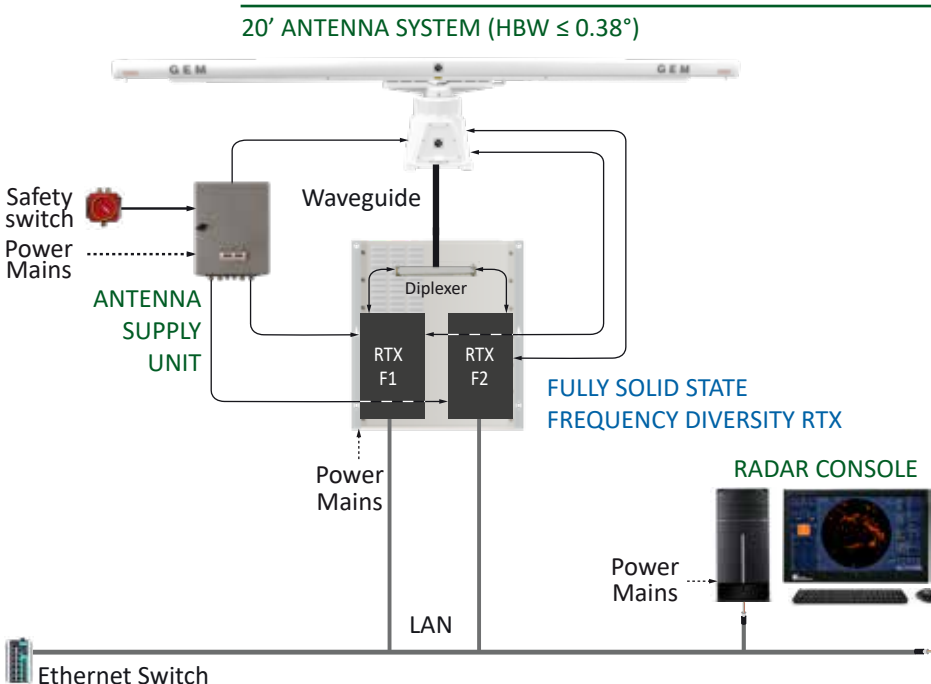 20’ ANTENNA SYSTEM (HBW ≤ 0.38°)
GEM
GEM
Safety
switch
Power
Mains
Waveguide
Diplexer
ANTENNA
SUPPLY
UNIT
RTX
F1
RTX
F2
FULLY SOLID STATE
FREQUENCY DIVERSITY RTX
Power
Mains
RADAR CONSOLE
Power
Mains
LAN
Ethernet Switch